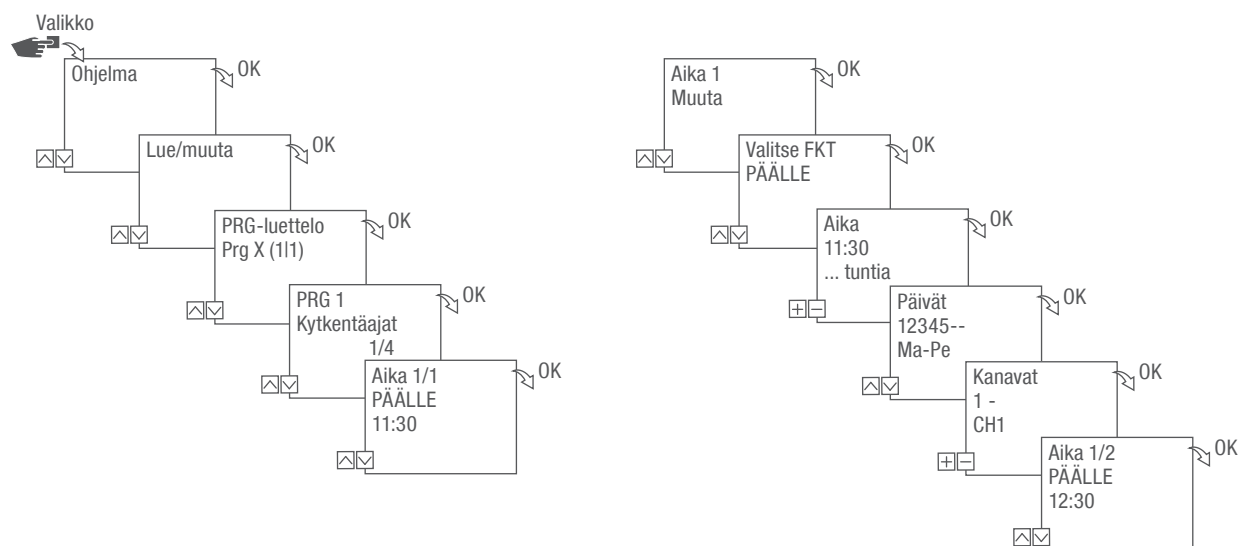 Valikko
Ohjelma
OK
Lue/muuta
OK
PRG-luettelo
Prg X (1|1)
OK
PRG 1
Kytkentäajat
1/4
OK
Aika 1/1
PÄÄLLE
11:30
OK
Aika 1
Muuta
OK
Valitse FKT
PÄÄLLE
OK
Aika
11:30
... tuntia
OK
Päivät
12345--
Ma-Pe
OK
Kanavat
1 -
CH1
OK
Aika 1/2
PÄÄLLE
12:30
OK